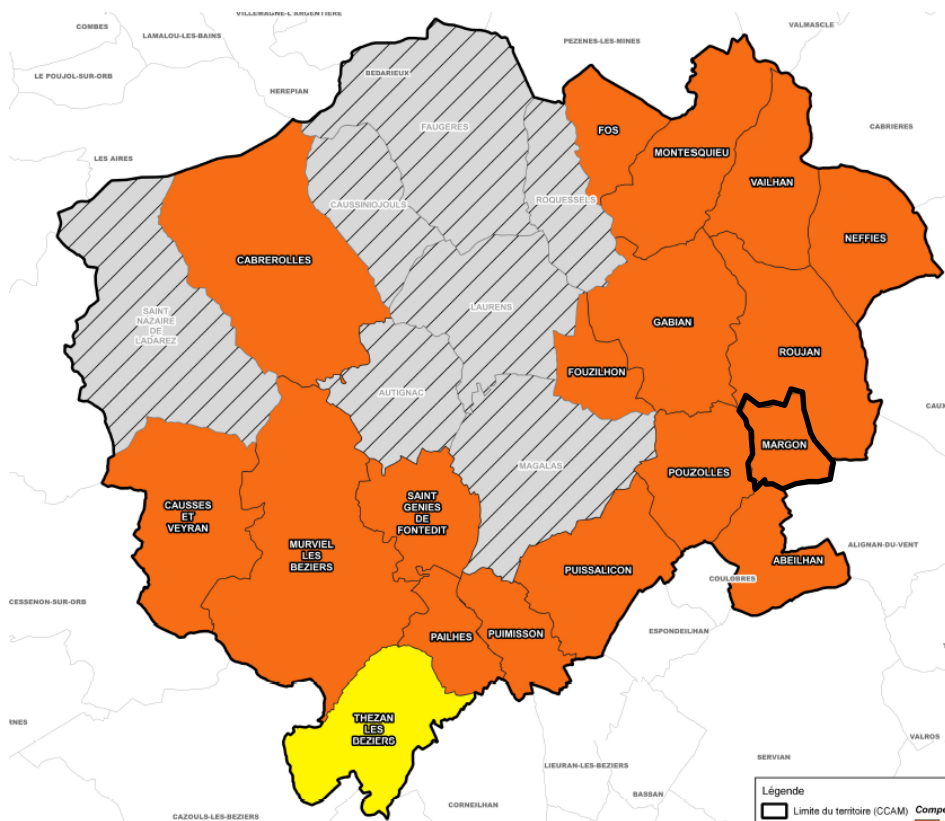 VILLEMAGNE-L'ARGENTIERE
COMBES
VALMASCLE
LAMALOU-LES-BAINS
PEZENES-LES-MINES
LE POUJOL-SUR-ORB
BEDARIEUX
HEREPIAN
FAUGERES
FOS
CABRIERES
MONTESQUIEU
LES AIRES
VAILHAN
CAUSSINIOJOULS
ROQUESSELS
NEFFIES
CABREROLLES
LAURENS
SAINT
NAZAIRE
DE
LADAREZ
GABIAN
ROUJAN
FOUZILHON
AUTIGNAC
CAUX
MARGON
MAGALAS
POUZOLLES
CAUSSES
ET
VEYRAN
SAINT
GENIES
DE
FONTEDIT
MURVIEL
LES
BEZIERS
ALIGNAN-DU-VENT
ABEILHAN
PUISSALICON
COULOBRES
CESSENON-SUR-ORB
ESPONDEILHAN
PAILHES
PUIMISSON
THEZAN
LES
BEZIERS
VALROS
SERVIAN
LIEURAN-LES-BEZIERS
BASSAN
CORNEILHAN
CAZOULS-LES-BEZIERS
Légende
Limite du territoire (CCAM)